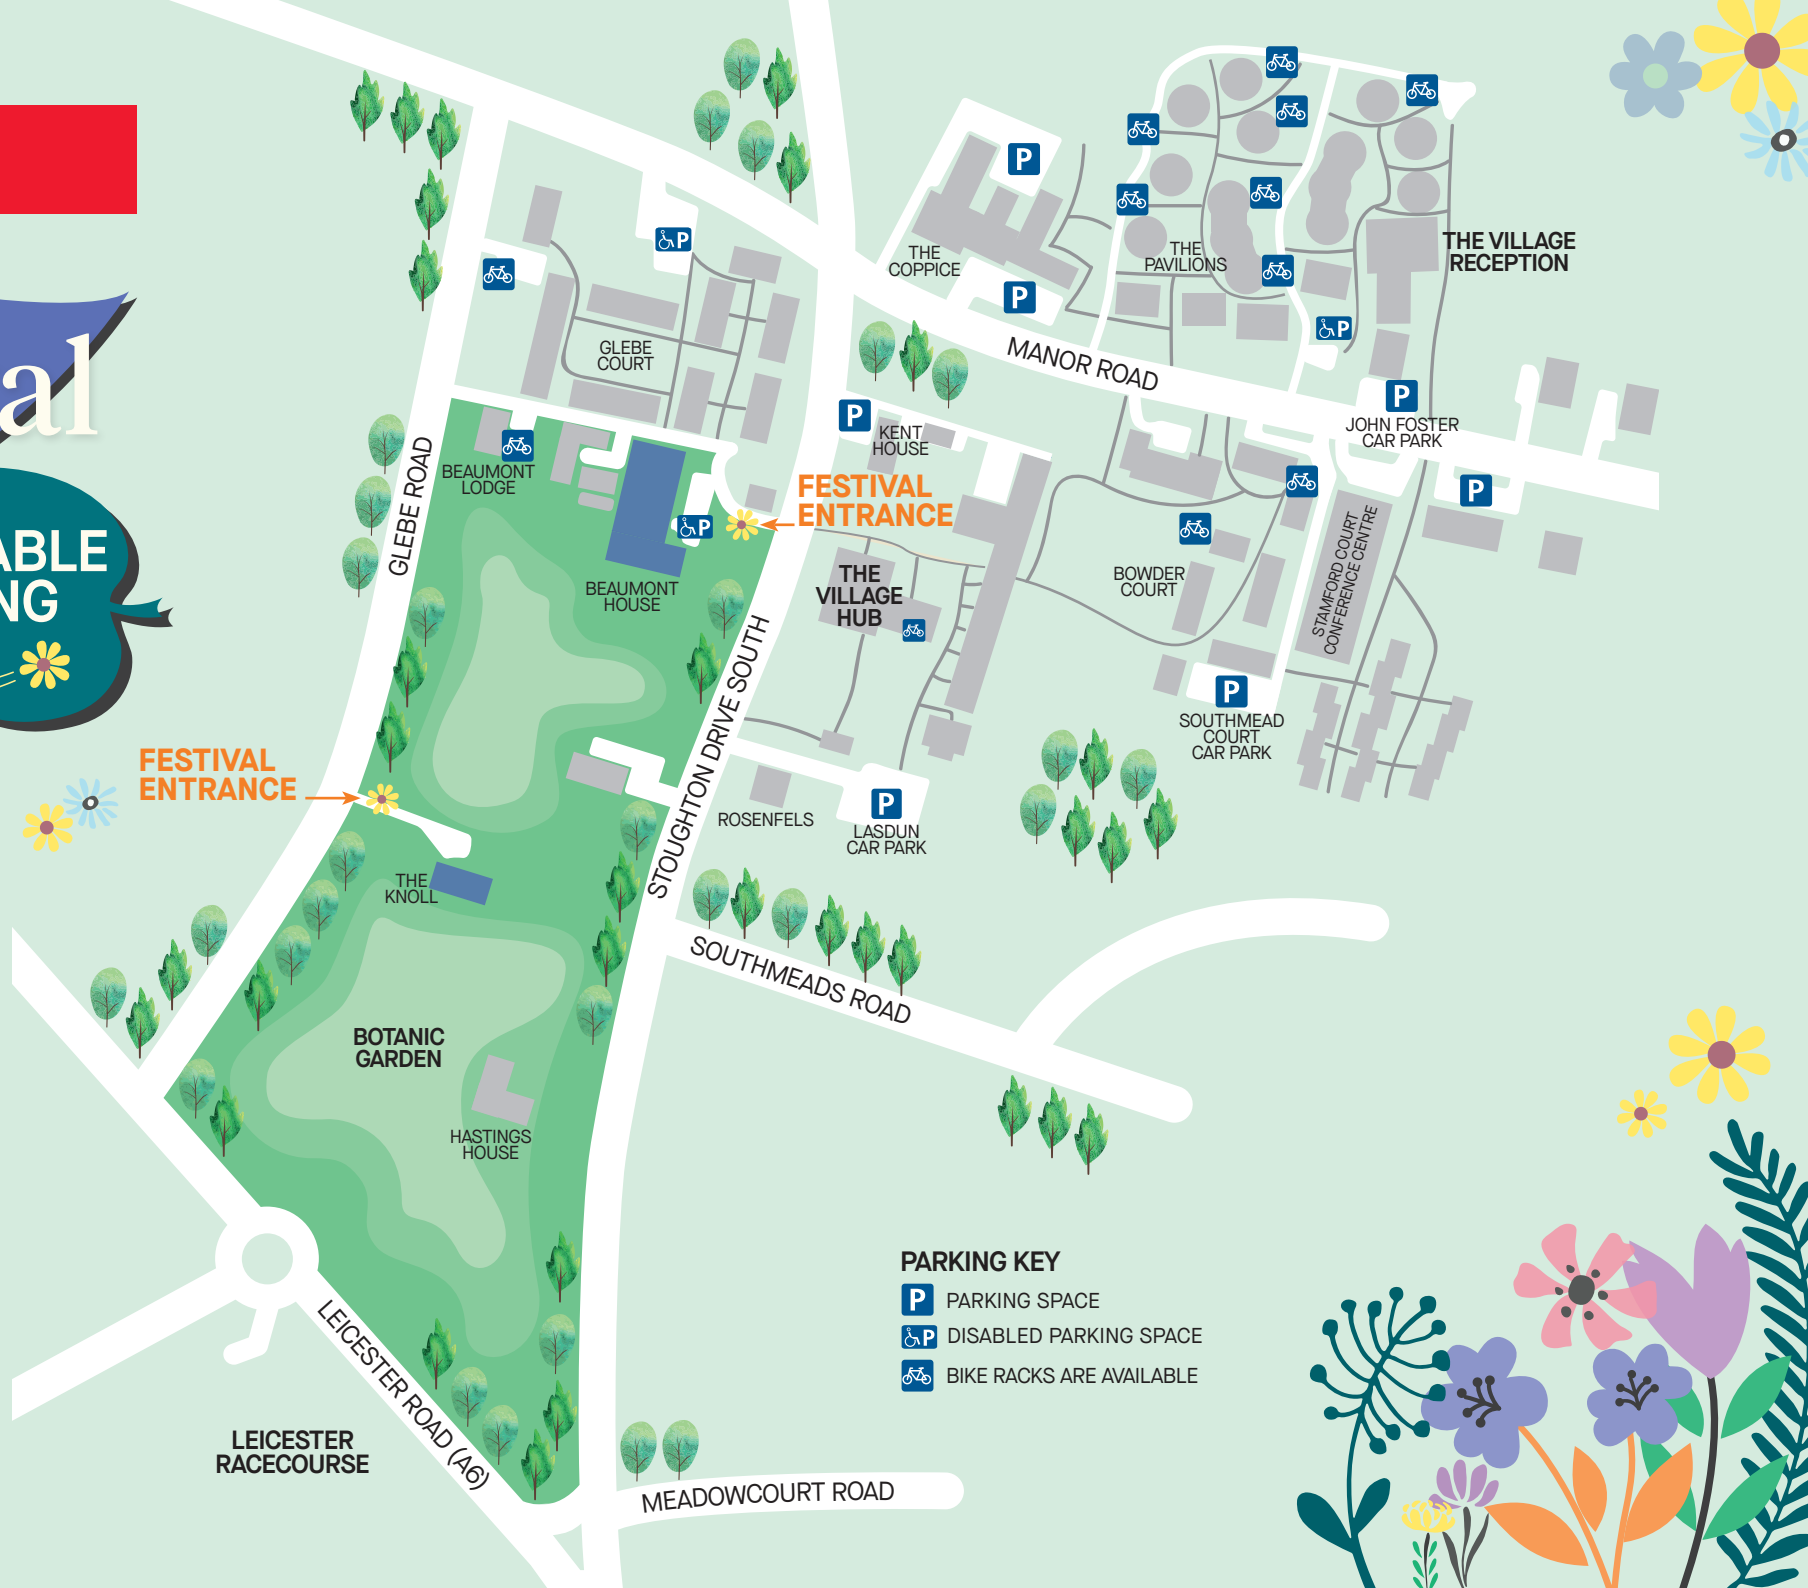 al
ABLE
NG
THE
COPPICE
P
P
THE
PAVILIONS
THE VILLAGE
RECEPTION
P
P
GLEBE
COURT
MANOR ROAD
P
JOHN FOSTER
CAR PARK
P
KENT
HOUSE
GLEBE ROAD
BEAUMONT
LODGE
P
FESTIVAL
ENTRANCE
P
BEAUMONT
HOUSE
THE
VILLAGE
HUB
BOWDER
COURT
STAMFORD COURT
CONFERENCE CENTRE
STOUGHTON DRIVE SOUTH
P
SOUTHMEAD
COURT
CAR PARK
FESTIVAL
ENTRANCE
ROSENFELS
P
LASDUN
CAR PARK
THE
KNOLL
SOUTHMEADS ROAD
BOTANIC
GARDEN
HASTINGS
HOUSE
LEICESTER ROAD (A6)
LEICESTER
RACECOURSE
MEADOWCOURT ROAD
PARKING KEY
P PARKING SPACE
P DISABLED PARKING SPACE
BIKE RACKS ARE AVAILABLE